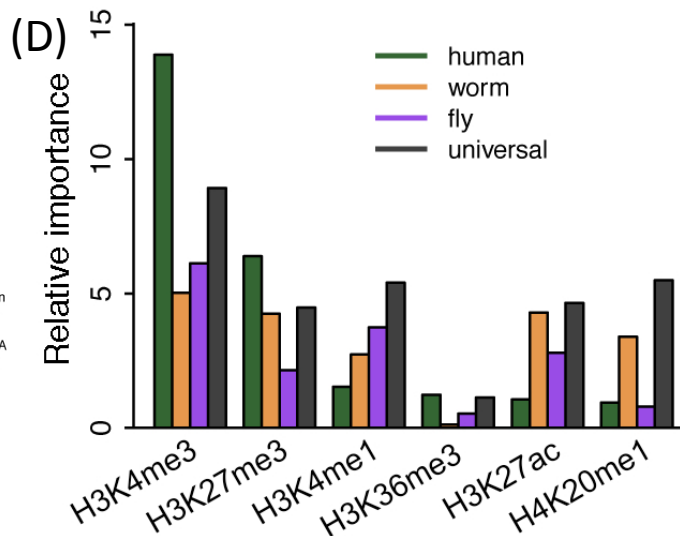 (D)
Relative importance
15
10
5
0
human
worm
fly
universal
n
A
H3K4me3
H3K27me3
H3K4me1
H3K36me3
H3K27ac
H4K20me1